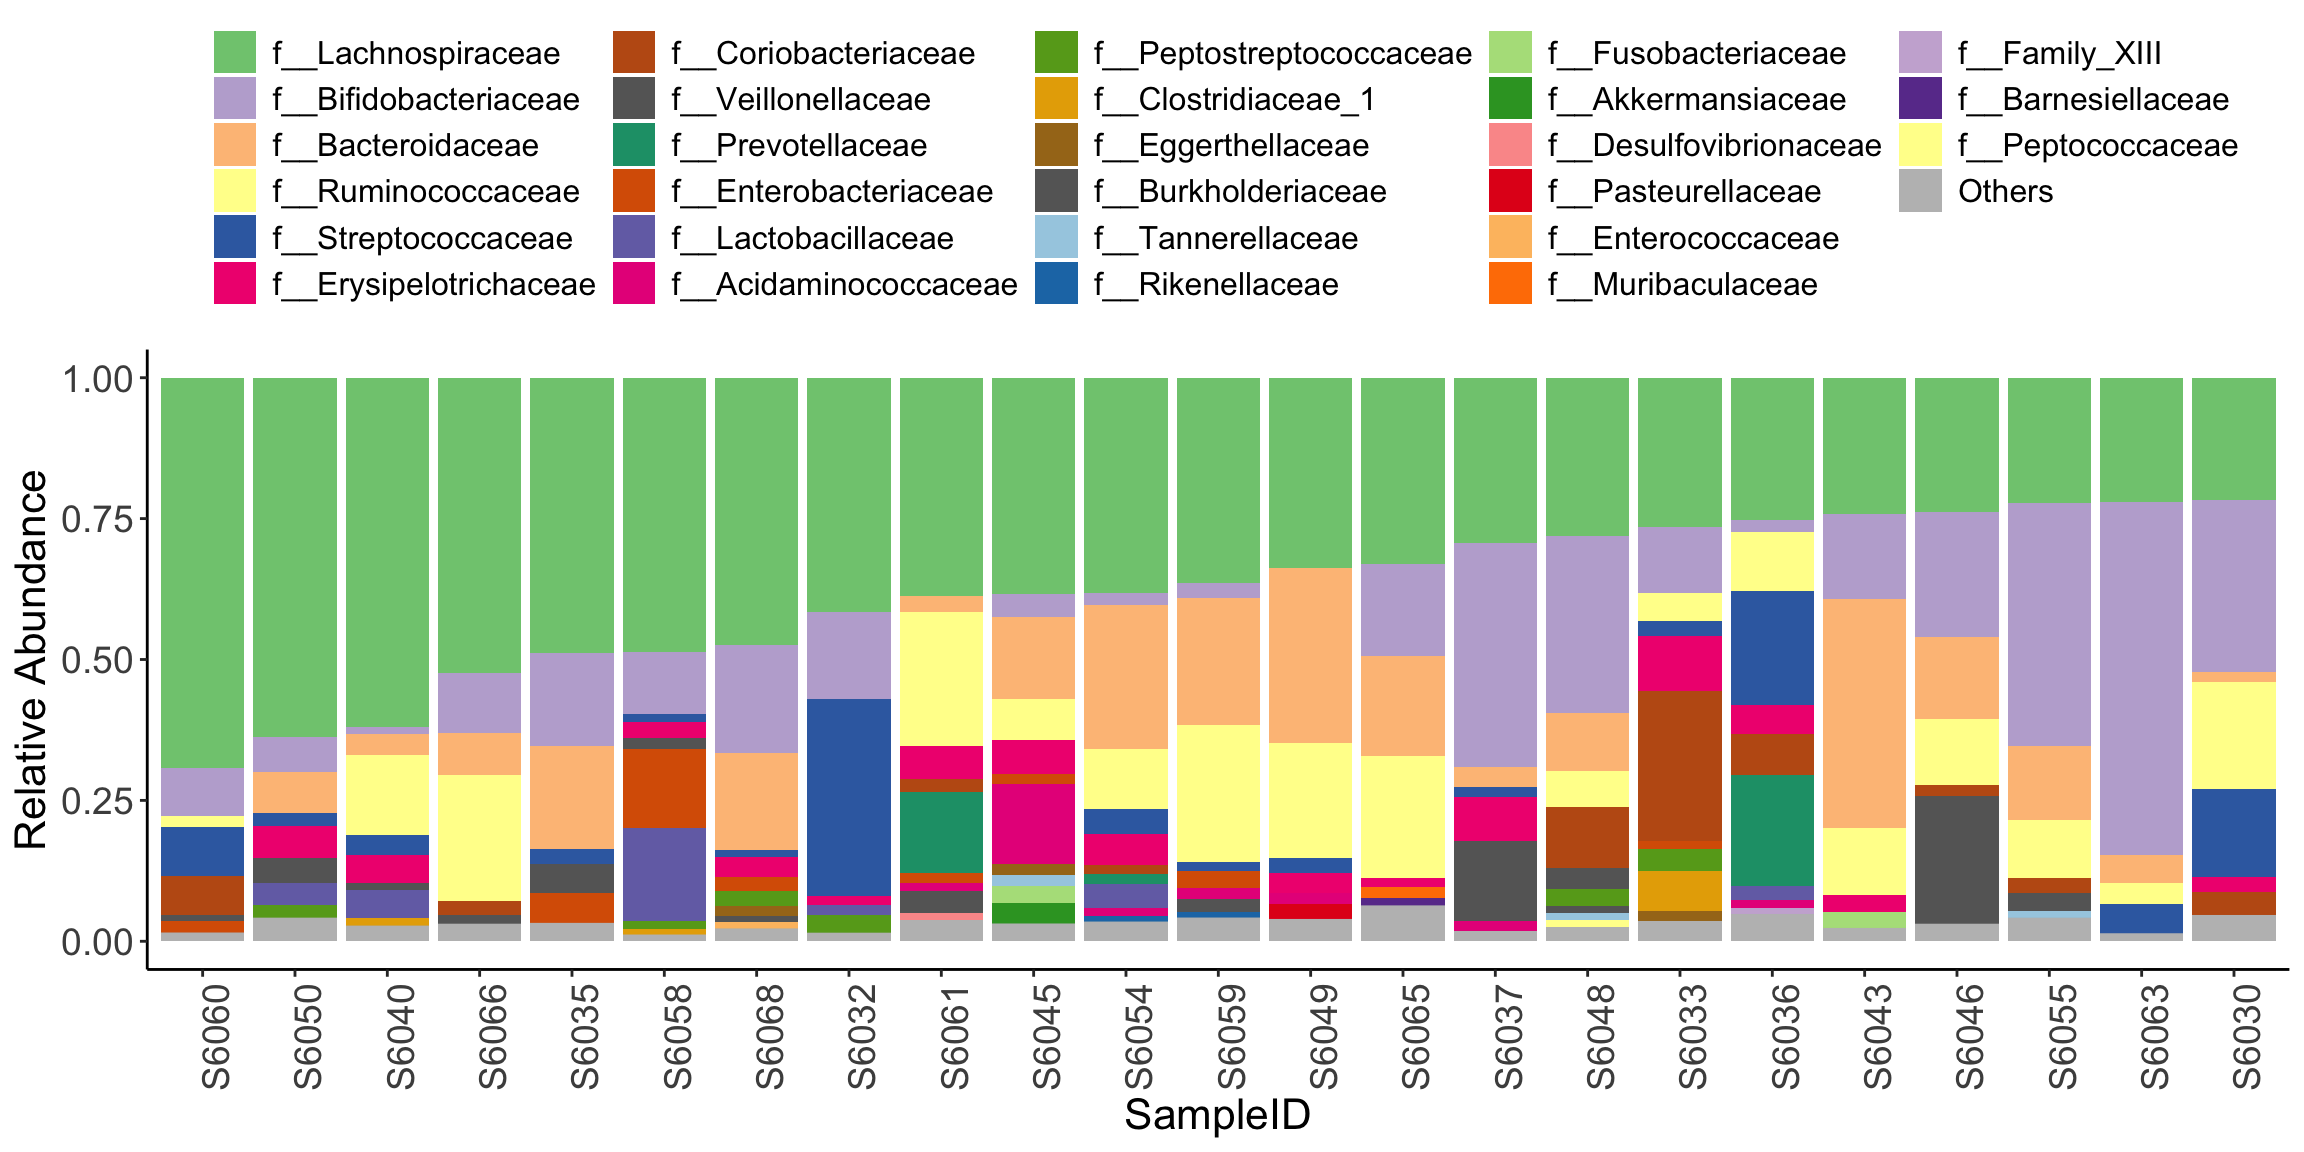 f__Lachnospiraceae f__Coriobacteriaceae f__Peptostreptococcaceae f__Fusobacteriaceae f__Family_XIII
f__Bifidobacteriaceae f__Veillonellaceae f__Clostridiaceae_1 f__Akkermansiaceae f__Barnesiellaceae
f__Bacteroidaceae f__Prevotellaceae f__Eggerthellaceae f__Desulfovibrionaceae f__Peptococcaceae
f__Ruminococcaceae f__Enterobacteriaceae f__Burkholderiaceae f__Pasteurellaceae Others
f__Streptococcaceae f__Lactobacillaceae f__Tannerellaceae f__Enterococcaceae
f__Erysipelotrichaceae f__Acidaminococcaceae f__Rikenellaceae f__Muribaculaceae
Relative Abundance
1.00
0.75
0.50
0.25
0.00
S6060 S6050 S6040 S6066 S6035 S6058 S6068 S6032 S6061 S6045 S6054 S6059 S6049 S6065 S6037 S6048 S6033 S6036 S6043 S6046 S6055 S6063 S6030
SampleID